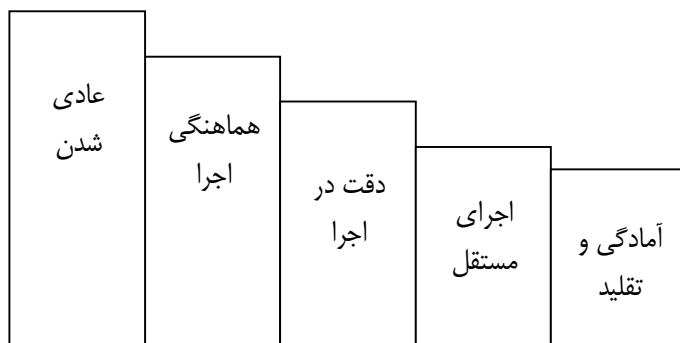 آمادگی و
تقلید
اجرای
مستقل
دقت در
اجرا
هماهنگی
اجرا
عادی
شدن